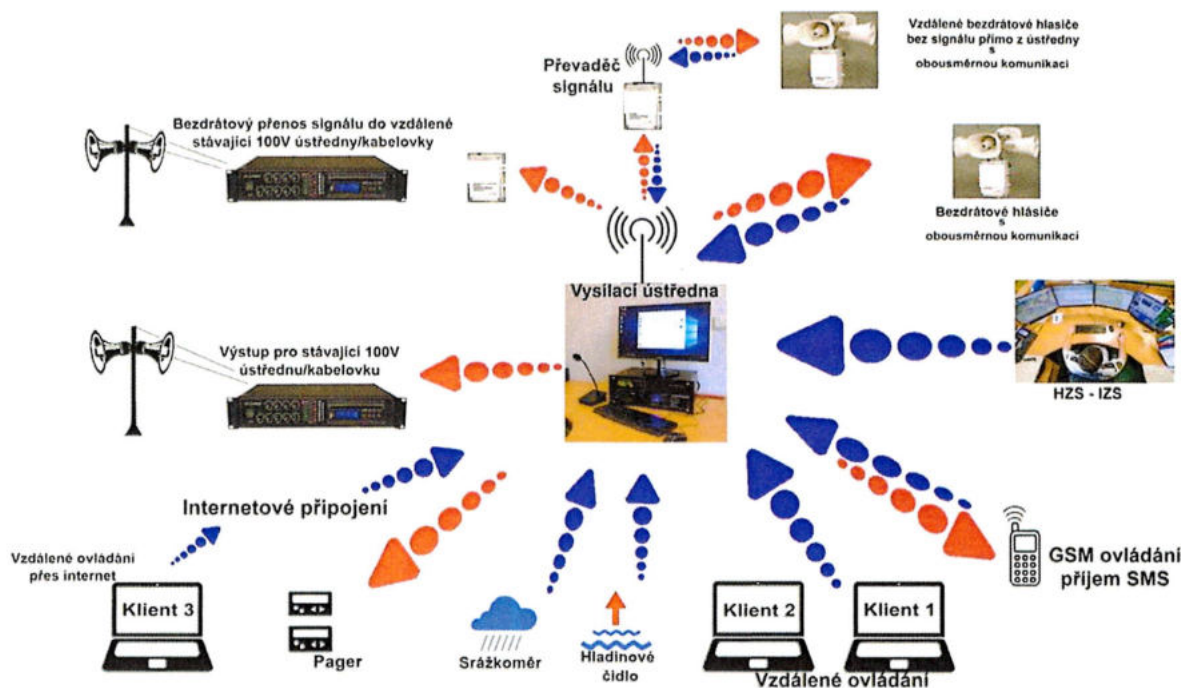 Vzdálené bezdrátové hlasiče
bez signálu přímo z ústředny
s
obousměrnou komunikací
Převaděč
signálu
Bezdrátový přenos signálu do vzdálené
stávající 100V ústředny/kabelovky
Bezdrátové hlásiče
s
obousměrnou komunikací
Vysílací ústředna
Výstup pro stávající 100V
ústřednu/kabelovku
HZS - IZS
Internetové připojení
Vzdálené ovládání
přes internet
GSM ovládání
příjem SMS
Klient 3
Pager
Srážkoměr
Hladinové
čidlo
Klient 2
Klient 1
Vzdálené ovládání